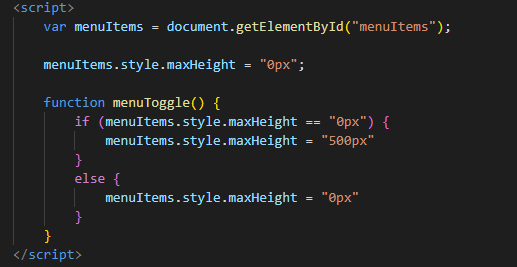 <script>
var menuItems = document.getElementById("menuItems");
menuItems.style.maxHeight = "0px";
function menuToggle() {
if (menuItems.style.maxHeight == "0px") {
menuItems.style.maxHeight = "500px"
}
else {
menuItems.style.maxHeight = "0px"
}
}
</script>